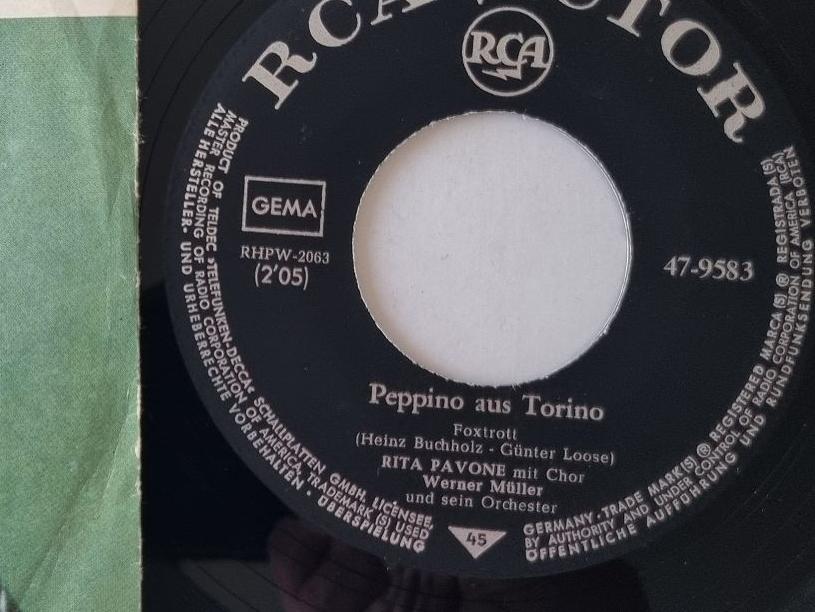 RCA VICTOR
RCA
GEMA
RHPW-2063
(2'05)
47-9583
Peppino aus Torino
Foxtrott
(Heinz Buchholz - Günter Loose)
RITA PAVONE mit Chor
Werner Müller
und sein Orchester
45
PRODUCT OF TELDEC »TELEFUNKEN-DECCA« SCHALLPLATTEN GMBH, LICENSEE,
MASTER RECORDING OF RADIO CORPORATION OF AMERICA, TRADEMARK (S) USED
ALLE HERSTELLER- UND URHEBERRECHTE VORBEHALTEN · ÜBERSPIELUNG
GERMANY · TRADE MARK(S) ® REGISTERED MARCA (S) ® REGISTRADA (S)
BY AUTHORITY AND UNDER CONTROL OF RADIO CORPORATION OF AMERICA (RCA)
ÖFFENTLICHE AUFFÜHRUNG UND RUNDFUNKSENDUNG VERBOTEN